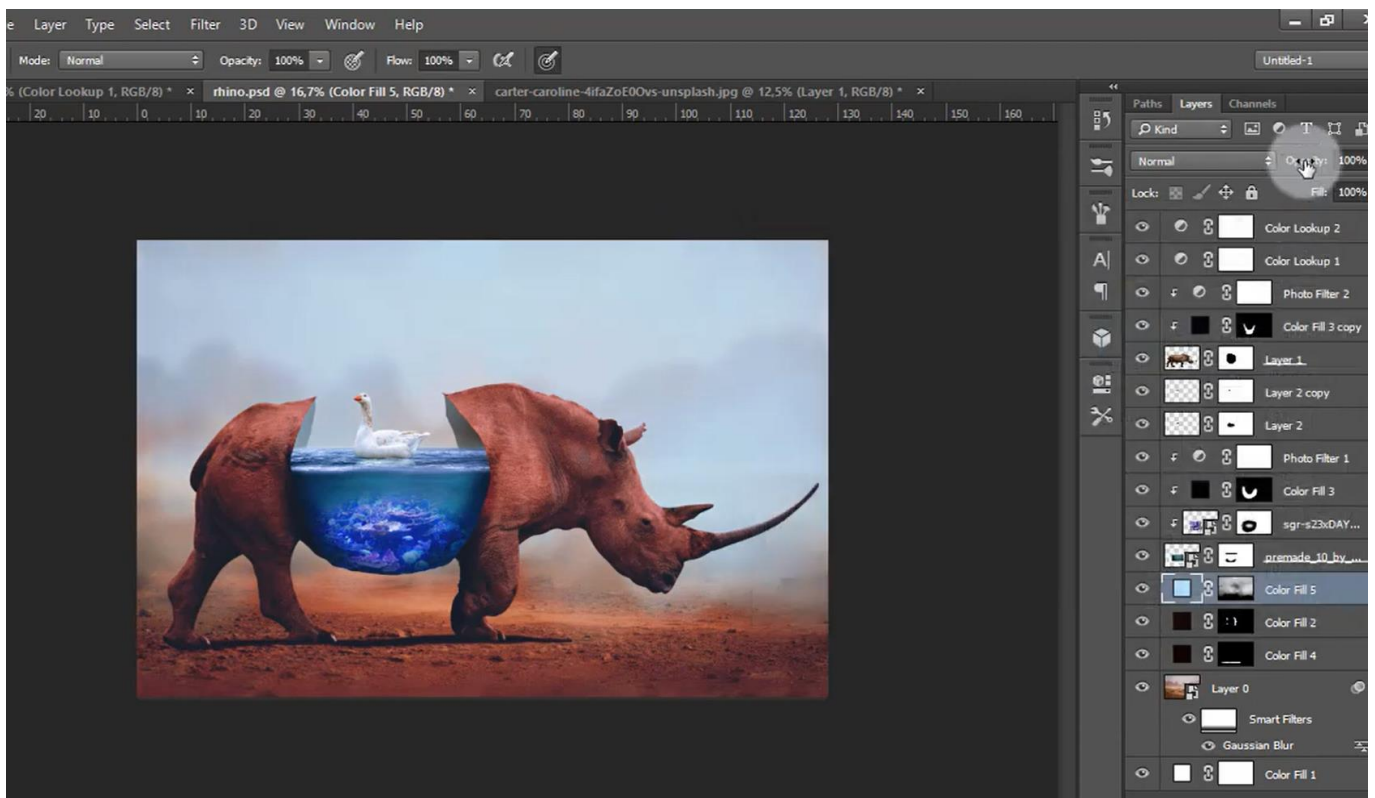 e Layer Type Select Filter 3D View Window Help
Mode: Normal Opacity: 100% Flow: 100% Untitled-1
% (Color Lookup 1, RGB/8) * × rhino.psd @ 16,7% (Color Fill 5, RGB/8) * × carter-caroline-4ifaZoE0Ovs-unsplash.jpg @ 12,5% (Layer 1, RGB/8) * ×
20 10 0 10 20 30 40 50 60 70 80 90 100 110 120 130 140 150 160
Paths Layers Channels
Kind
Normal 100%
Lock: Fill: 100%
Color Lookup 2
Color Lookup 1
Photo Filter 2
Color Fill 3 copy
Layer 1
Layer 2 copy
Layer 2
Photo Filter 1
Color Fill 3
sgr-s23xDAY...
premade_10_by_...
Color Fill 5
Color Fill 2
Color Fill 4
Layer 0
Smart Filters
Gaussian Blur
Color Fill 1